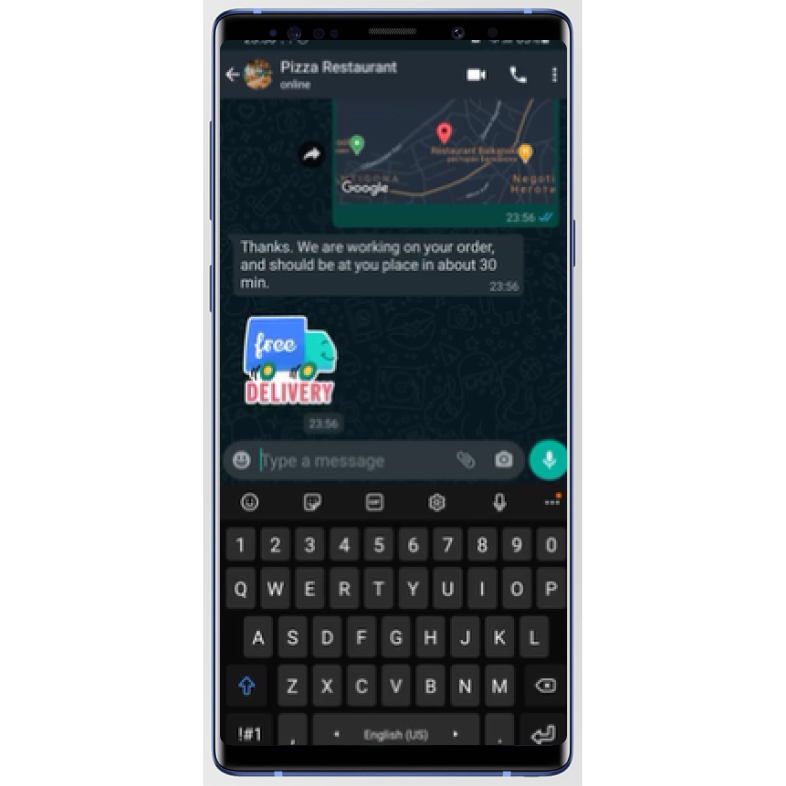 Pizza Restaurant
online
Google
Negoti
Неготи
23:56
Thanks. We are working on your order,
and should be at you place in about 30
min.
23:56
free
DELIVERY
23:56
Type a message
GIF
1 2 3 4 5 6 7 8 9 0
Q W E R T Y U I O P
A S D F G H J K L
Z X C V B N M
!#1 , English (US) .